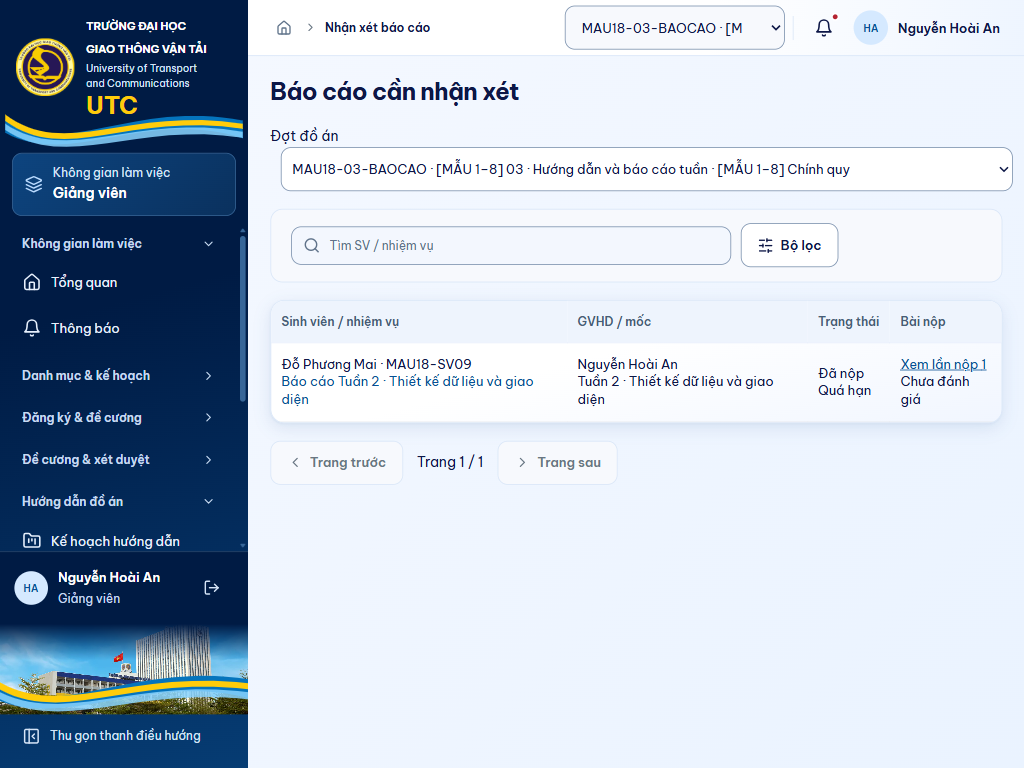 TRƯỜNG ĐẠI HỌC
GIAO THÔNG VẬN TẢI
University of Transport
and Communications
UTC
Không gian làm việc
Giảng viên
Không gian làm việc
Tổng quan
Thông báo
Danh mục & kế hoạch
Đăng ký & đề cương
Đề cương & xét duyệt
Hướng dẫn đồ án
Kế hoạch hướng dẫn
HA
Nguyễn Hoài An
Giảng viên
Thu gọn thanh điều hướng
Nhận xét báo cáo
MAU18-03-BAOCAO · [M
HA
Nguyễn Hoài An
Báo cáo cần nhận xét
Đợt đồ án
MAU18-03-BAOCAO · [MẪU 1–8] 03 · Hướng dẫn và báo cáo tuần · [MẪU 1–8] Chính quy
Tìm SV / nhiệm vụ
Bộ lọc
Sinh viên / nhiệm vụ
GVHD / mốc
Trạng thái
Bài nộp
Đỗ Phương Mai · MAU18-SV09
Báo cáo Tuần 2 · Thiết kế dữ liệu và giao
diện
Nguyễn Hoài An
Tuần 2 · Thiết kế dữ liệu và giao
diện
Đã nộp
Quá hạn
Xem lần nộp 1
Chưa đánh
giá
Trang trước
Trang 1 / 1
Trang sau